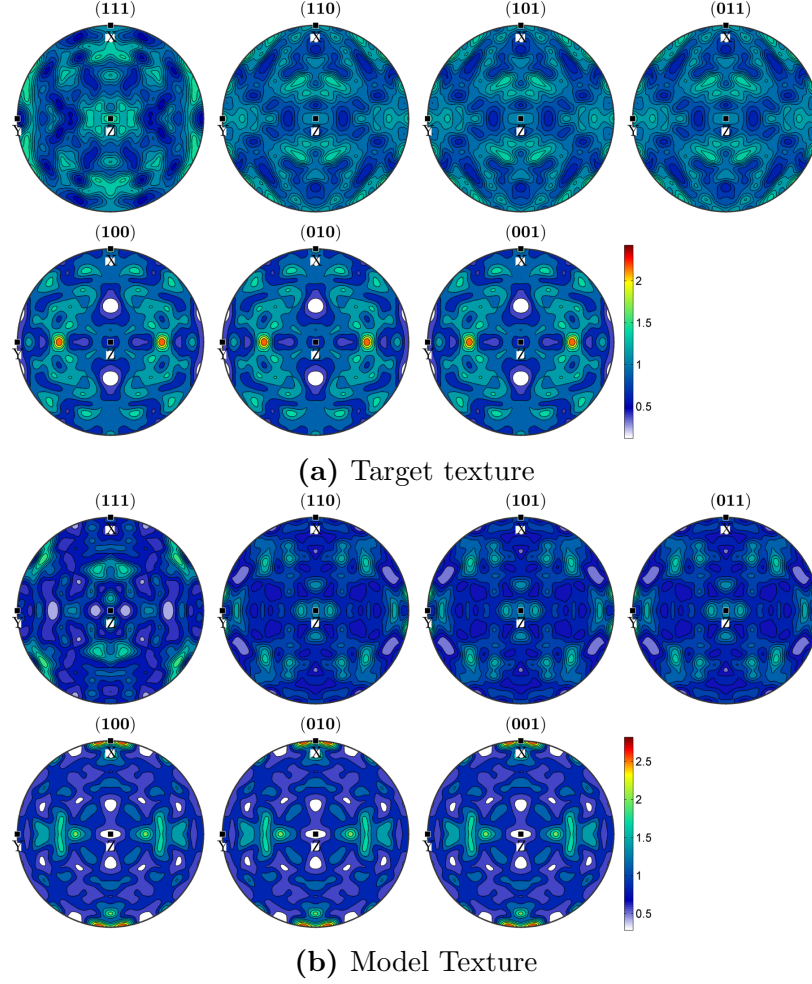 (111) (110) (101) (011)
X X X X
Y Z Y Z Y Z Y Z
(100) (010) (001)
X X X
Y Z Y Z Y Z
2
1.5
1
0.5
(a) Target texture
(111) (110) (101) (011)
X X X X
Y Z Y Z Y Z Y Z
(100) (010) (001)
X X X
Y Z Y Z Y Z
2.5
2
1.5
1
0.5
(b) Model Texture